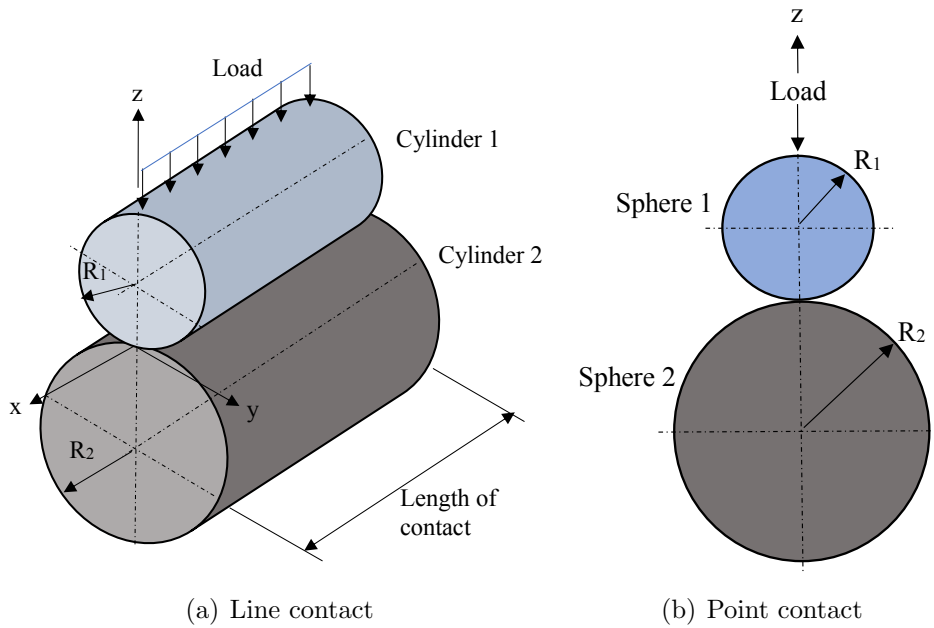 Load
z
Cylinder 1
Cylinder 2
R1
x
y
R2
Length of
contact
(a) Line contact
z
Load
R1
Sphere 1
R2
Sphere 2
(b) Point contact